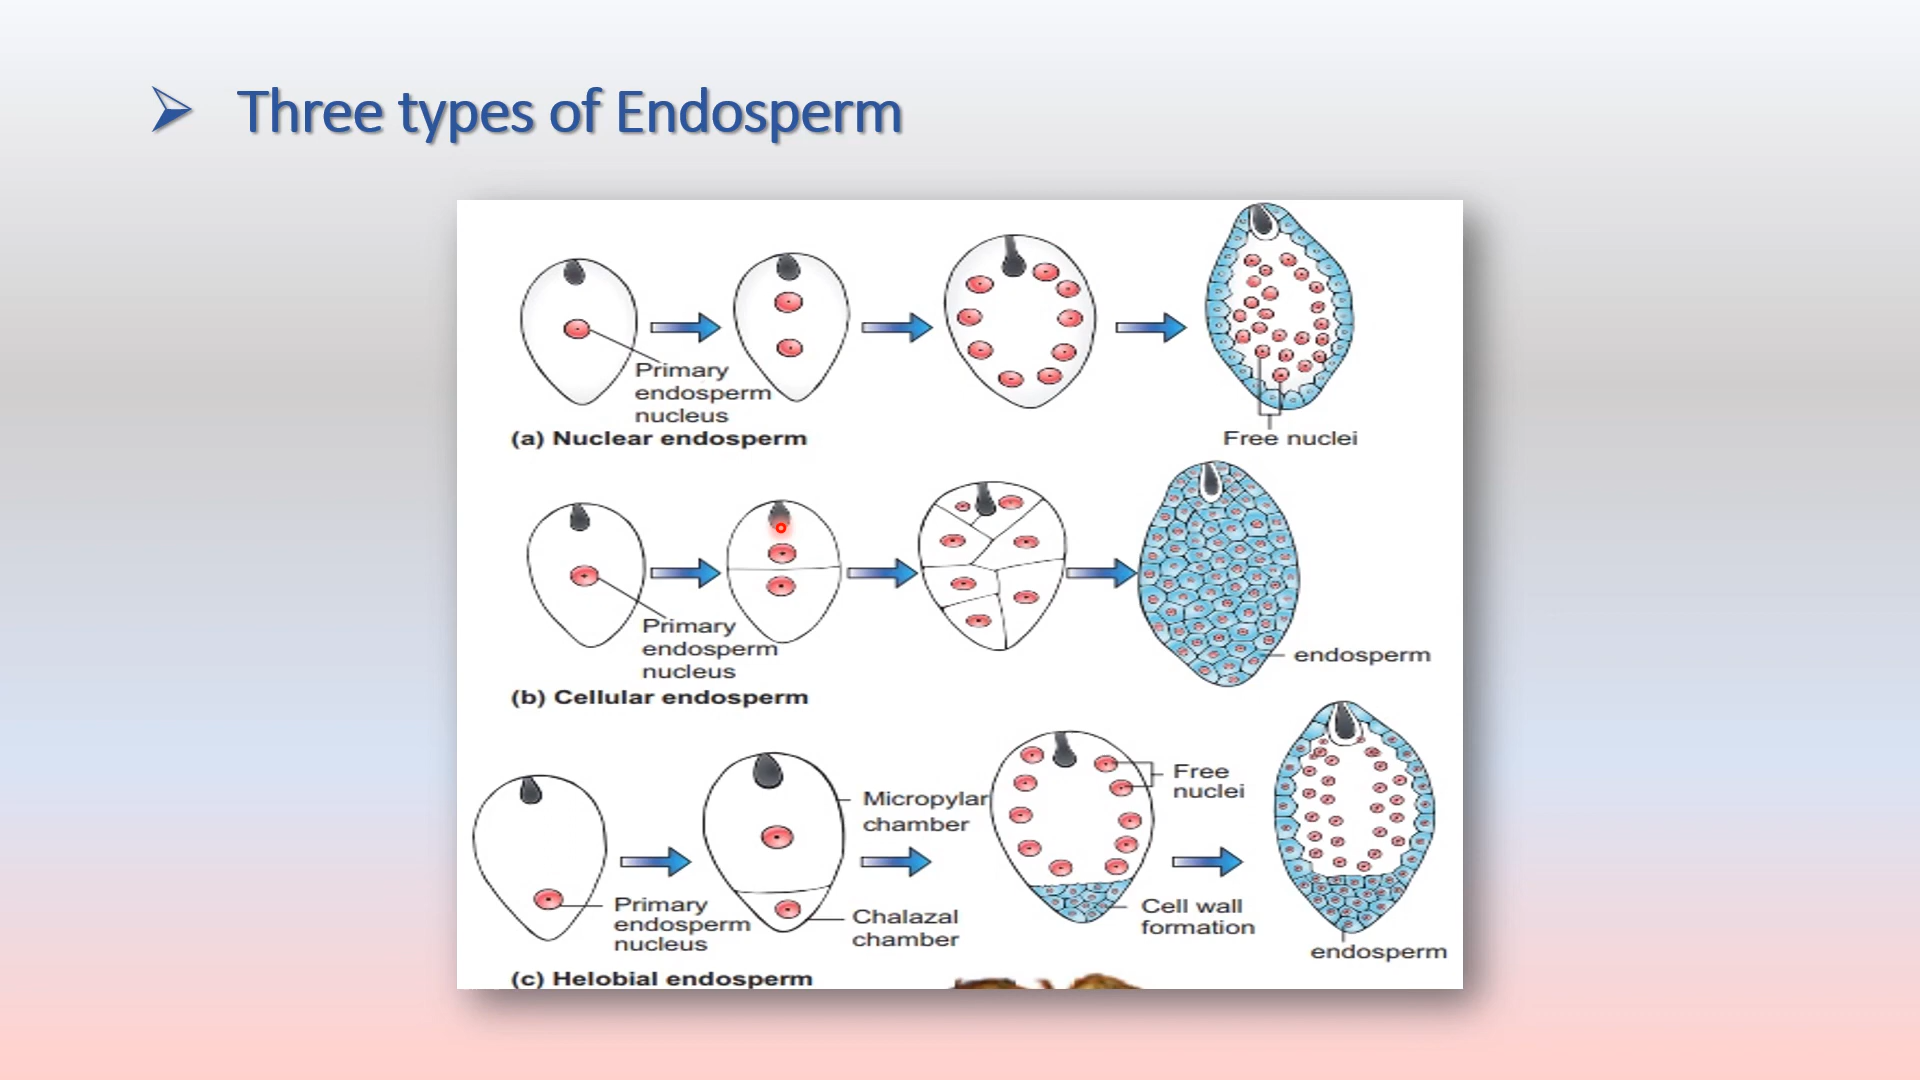 Three types of Endosperm
Primary
endosperm
nucleus
(a) Nuclear endosperm
Free nuclei
Primary
endosperm
nucleus
endosperm
(b) Cellular endosperm
Micropylar
chamber
Free
nuclei
Primary
endosperm
nucleus
Chalazal
chamber
Cell wall
formation
endosperm
(c) Helobial endosperm